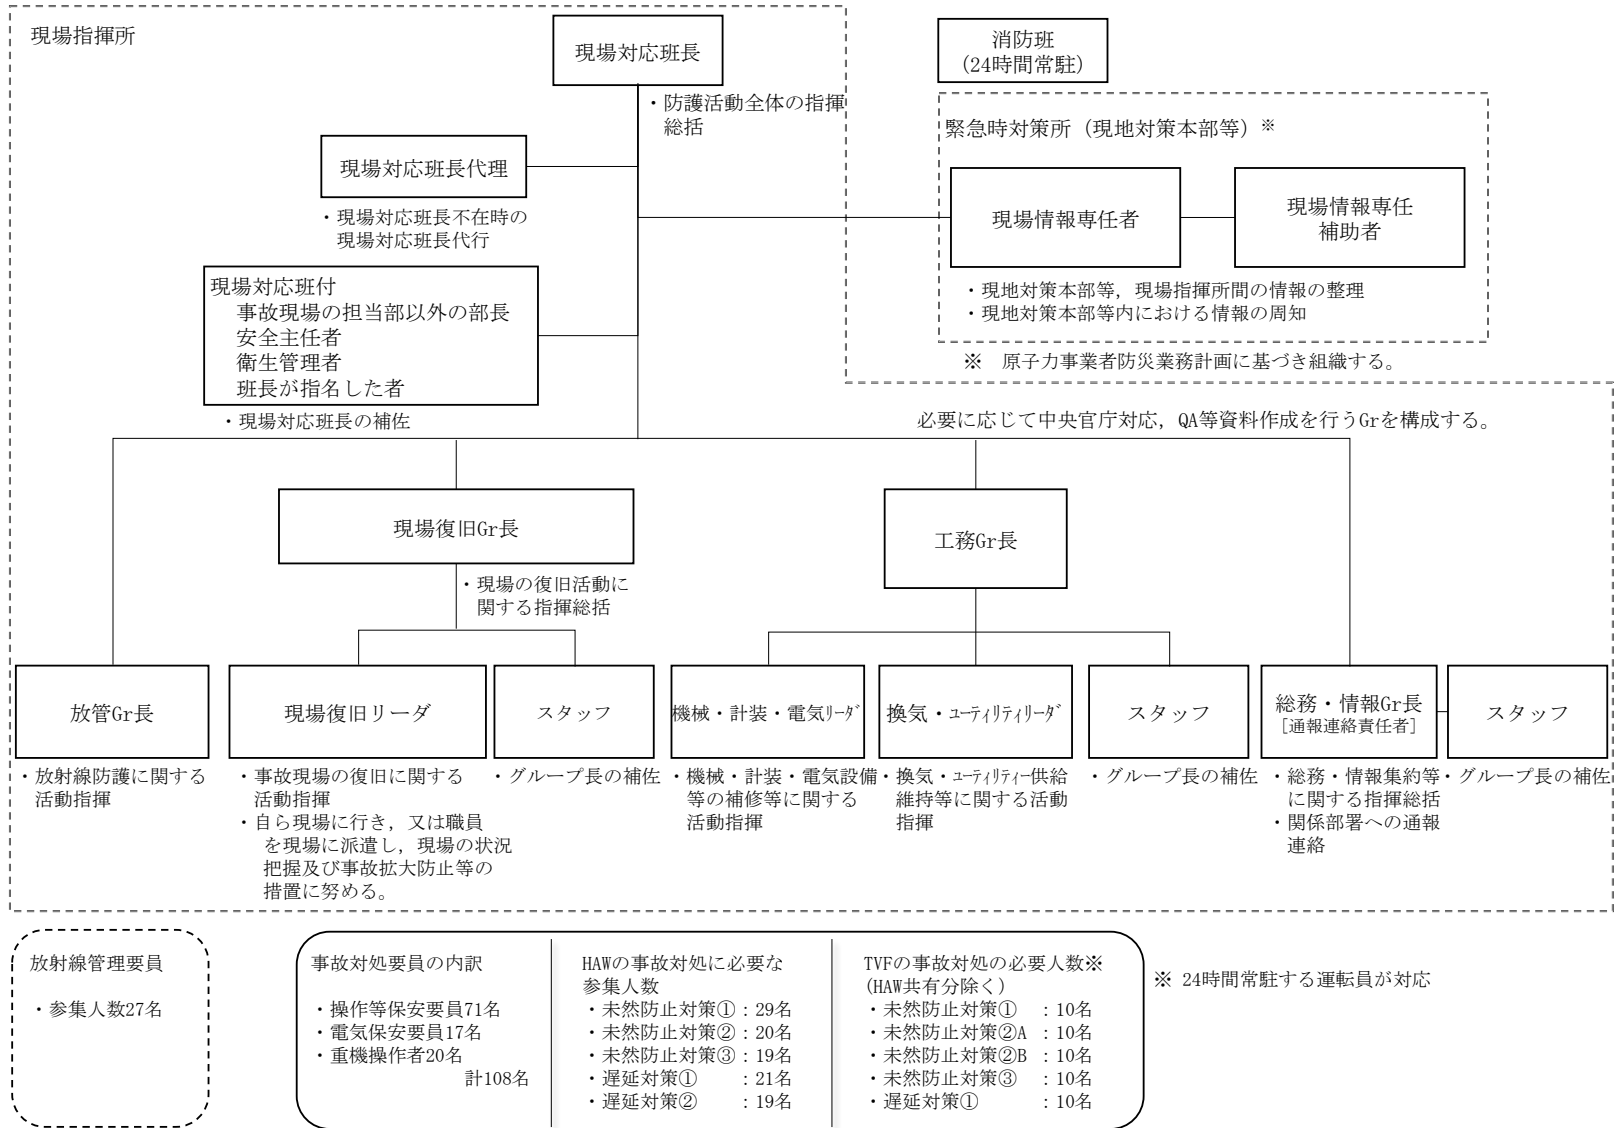 現場指揮所
現場対応班長
・防護活動全体の指揮
総括
消防班
(24時間常駐)
緊急時対策所（現地対策本部等）※
現場対応班長代理
・現場対応班長不在時の
現場対応班長代行
現場情報専任者
現場情報専任
補助者
・現地対策本部等，現場指揮所間の情報の整理
・現地対策本部等内における情報の周知
※　原子力事業者防災業務計画に基づき組織する。
現場対応班付
事故現場の担当部以外の部長
安全主任者
衛生管理者
班長が指名した者
・現場対応班長の補佐
必要に応じて中央官庁対応，QA等資料作成を行うGrを構成する。
現場復旧Gr長
・現場の復旧活動に
関する指揮総括
工務Gr長
放管Gr長
・放射線防護に関する
活動指揮
現場復旧リーダ
・事故現場の復旧に関する
活動指揮
・自ら現場に行き，又は職員
を現場に派遣し，現場の状況
把握及び事故拡大防止等の
措置に努める。
スタッフ
・グループ長の補佐
機械・計装・電気ﾘｰﾀﾞ
・機械・計装・電気設備
等の補修等に関する
活動指揮
換気・ﾕｰﾃｨﾘﾃｨﾘｰﾀﾞ
・換気・ﾕｰﾃｨﾘﾃｨｰ供給
維持等に関する活動
指揮
スタッフ
・グループ長の補佐
総務・情報Gr長
[通報連絡責任者]
・総務・情報集約等
に関する指揮総括
・関係部署への通報
連絡
スタッフ
・グループ長の補佐
放射線管理要員
・参集人数27名
事故対処要員の内訳
・操作等保安要員71名
・電気保安要員17名
・重機操作者20名
計108名
HAWの事故対処に必要な
参集人数
・未然防止対策①：29名
・未然防止対策②：20名
・未然防止対策③：19名
・遅延対策①　　：21名
・遅延対策②　　：19名
TVFの事故対処の必要人数※
(HAW共有分除く)
・未然防止対策①　：10名
・未然防止対策②A ：10名
・未然防止対策②B ：10名
・未然防止対策③　：10名
・遅延対策①　　　：10名
※ 24時間常駐する運転員が対応